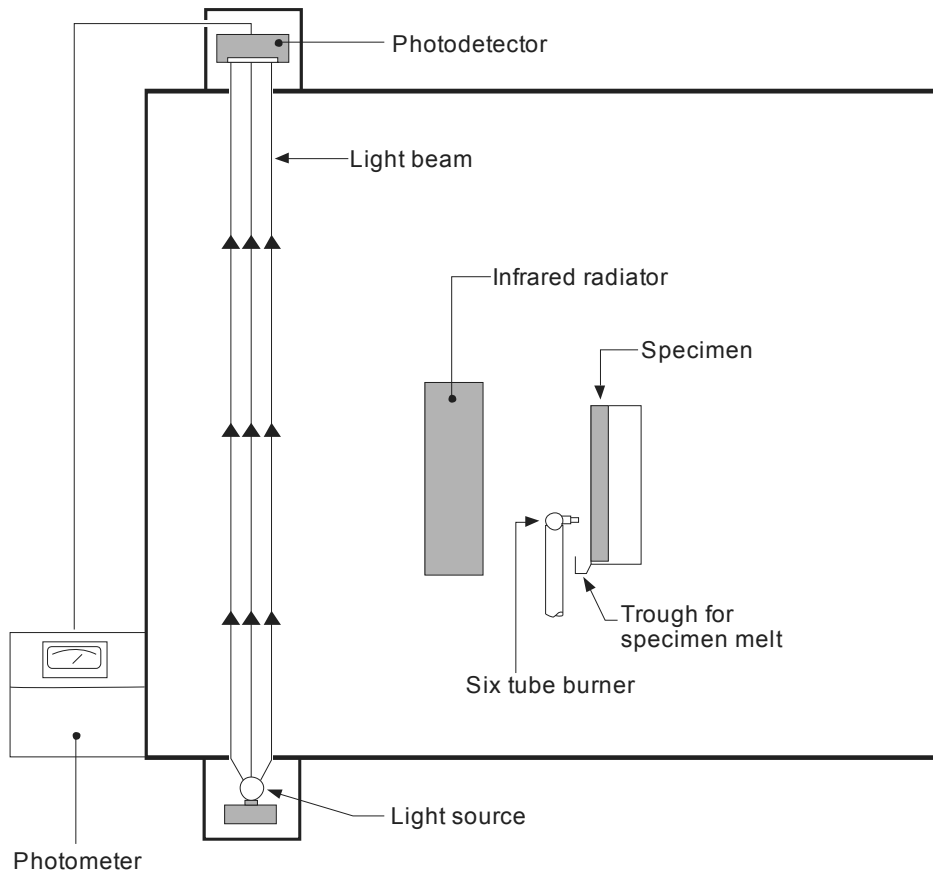 Photodetector
Light beam
Infrared radiator
Specimen
Trough for
specimen melt
Six tube burner
Light source
Photometer